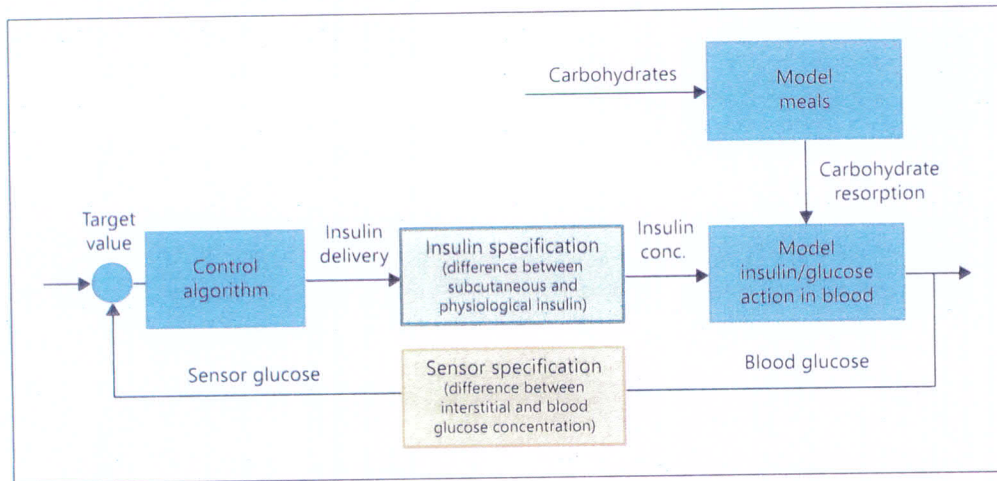 Carbohydrates
Model
meals
Carbohydrate
resorption
Target
value
Control
algorithm
Insulin
delivery
Insulin specification
(difference between
subcutaneous and
physiological insulin)
Insulin
conc.
Model
insulin/glucose
action in blood
Sensor glucose
Sensor specification
(difference between
interstitial and blood
glucose concentration)
Blood glucose